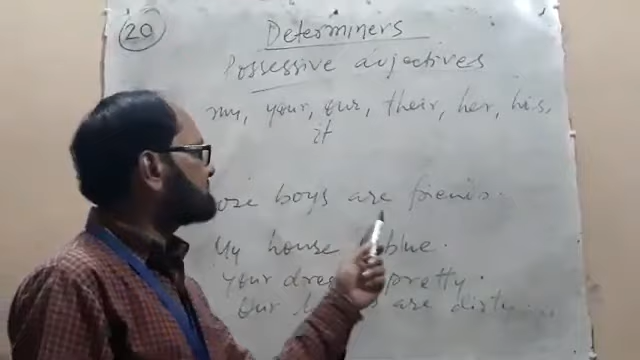 20
Determiners
Possessive adjectives
my, your, our, their, her, his,
it
boys are friends.
My house blue.
Your pretty.
Our are